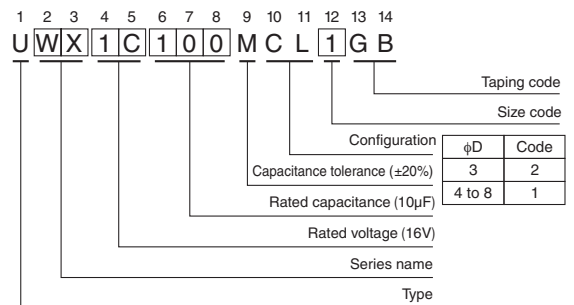 1 2 3 4 5 6 7 8 9 10 11 12 13 14
U W X 1 C 1 0 0 M C L 1 G B
Taping code
Size code
Configuration
Capacitance tolerance (±20%)
Rated capacitance (10µF)
Rated voltage (16V)
Series name
Type
ϕD Code
3 2
4 to 8 1